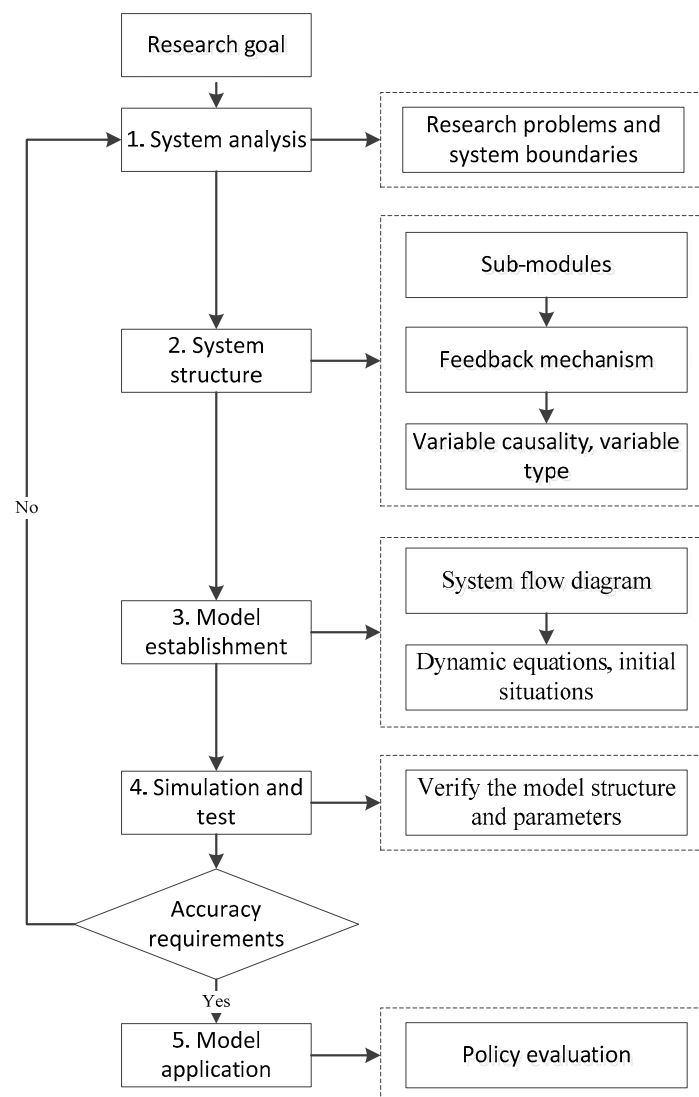 Research goal
1. System analysis
Research problems and
system boundaries
Sub-modules
2. System
structure
Feedback mechanism
Variable causality, variable
type
No
System flow diagram
3. Model
establishment
Dynamic equations, initial
situations
4. Simulation and
test
Verify the model structure
and parameters
Accuracy
requirements
Yes
5. Model
application
Policy evaluation